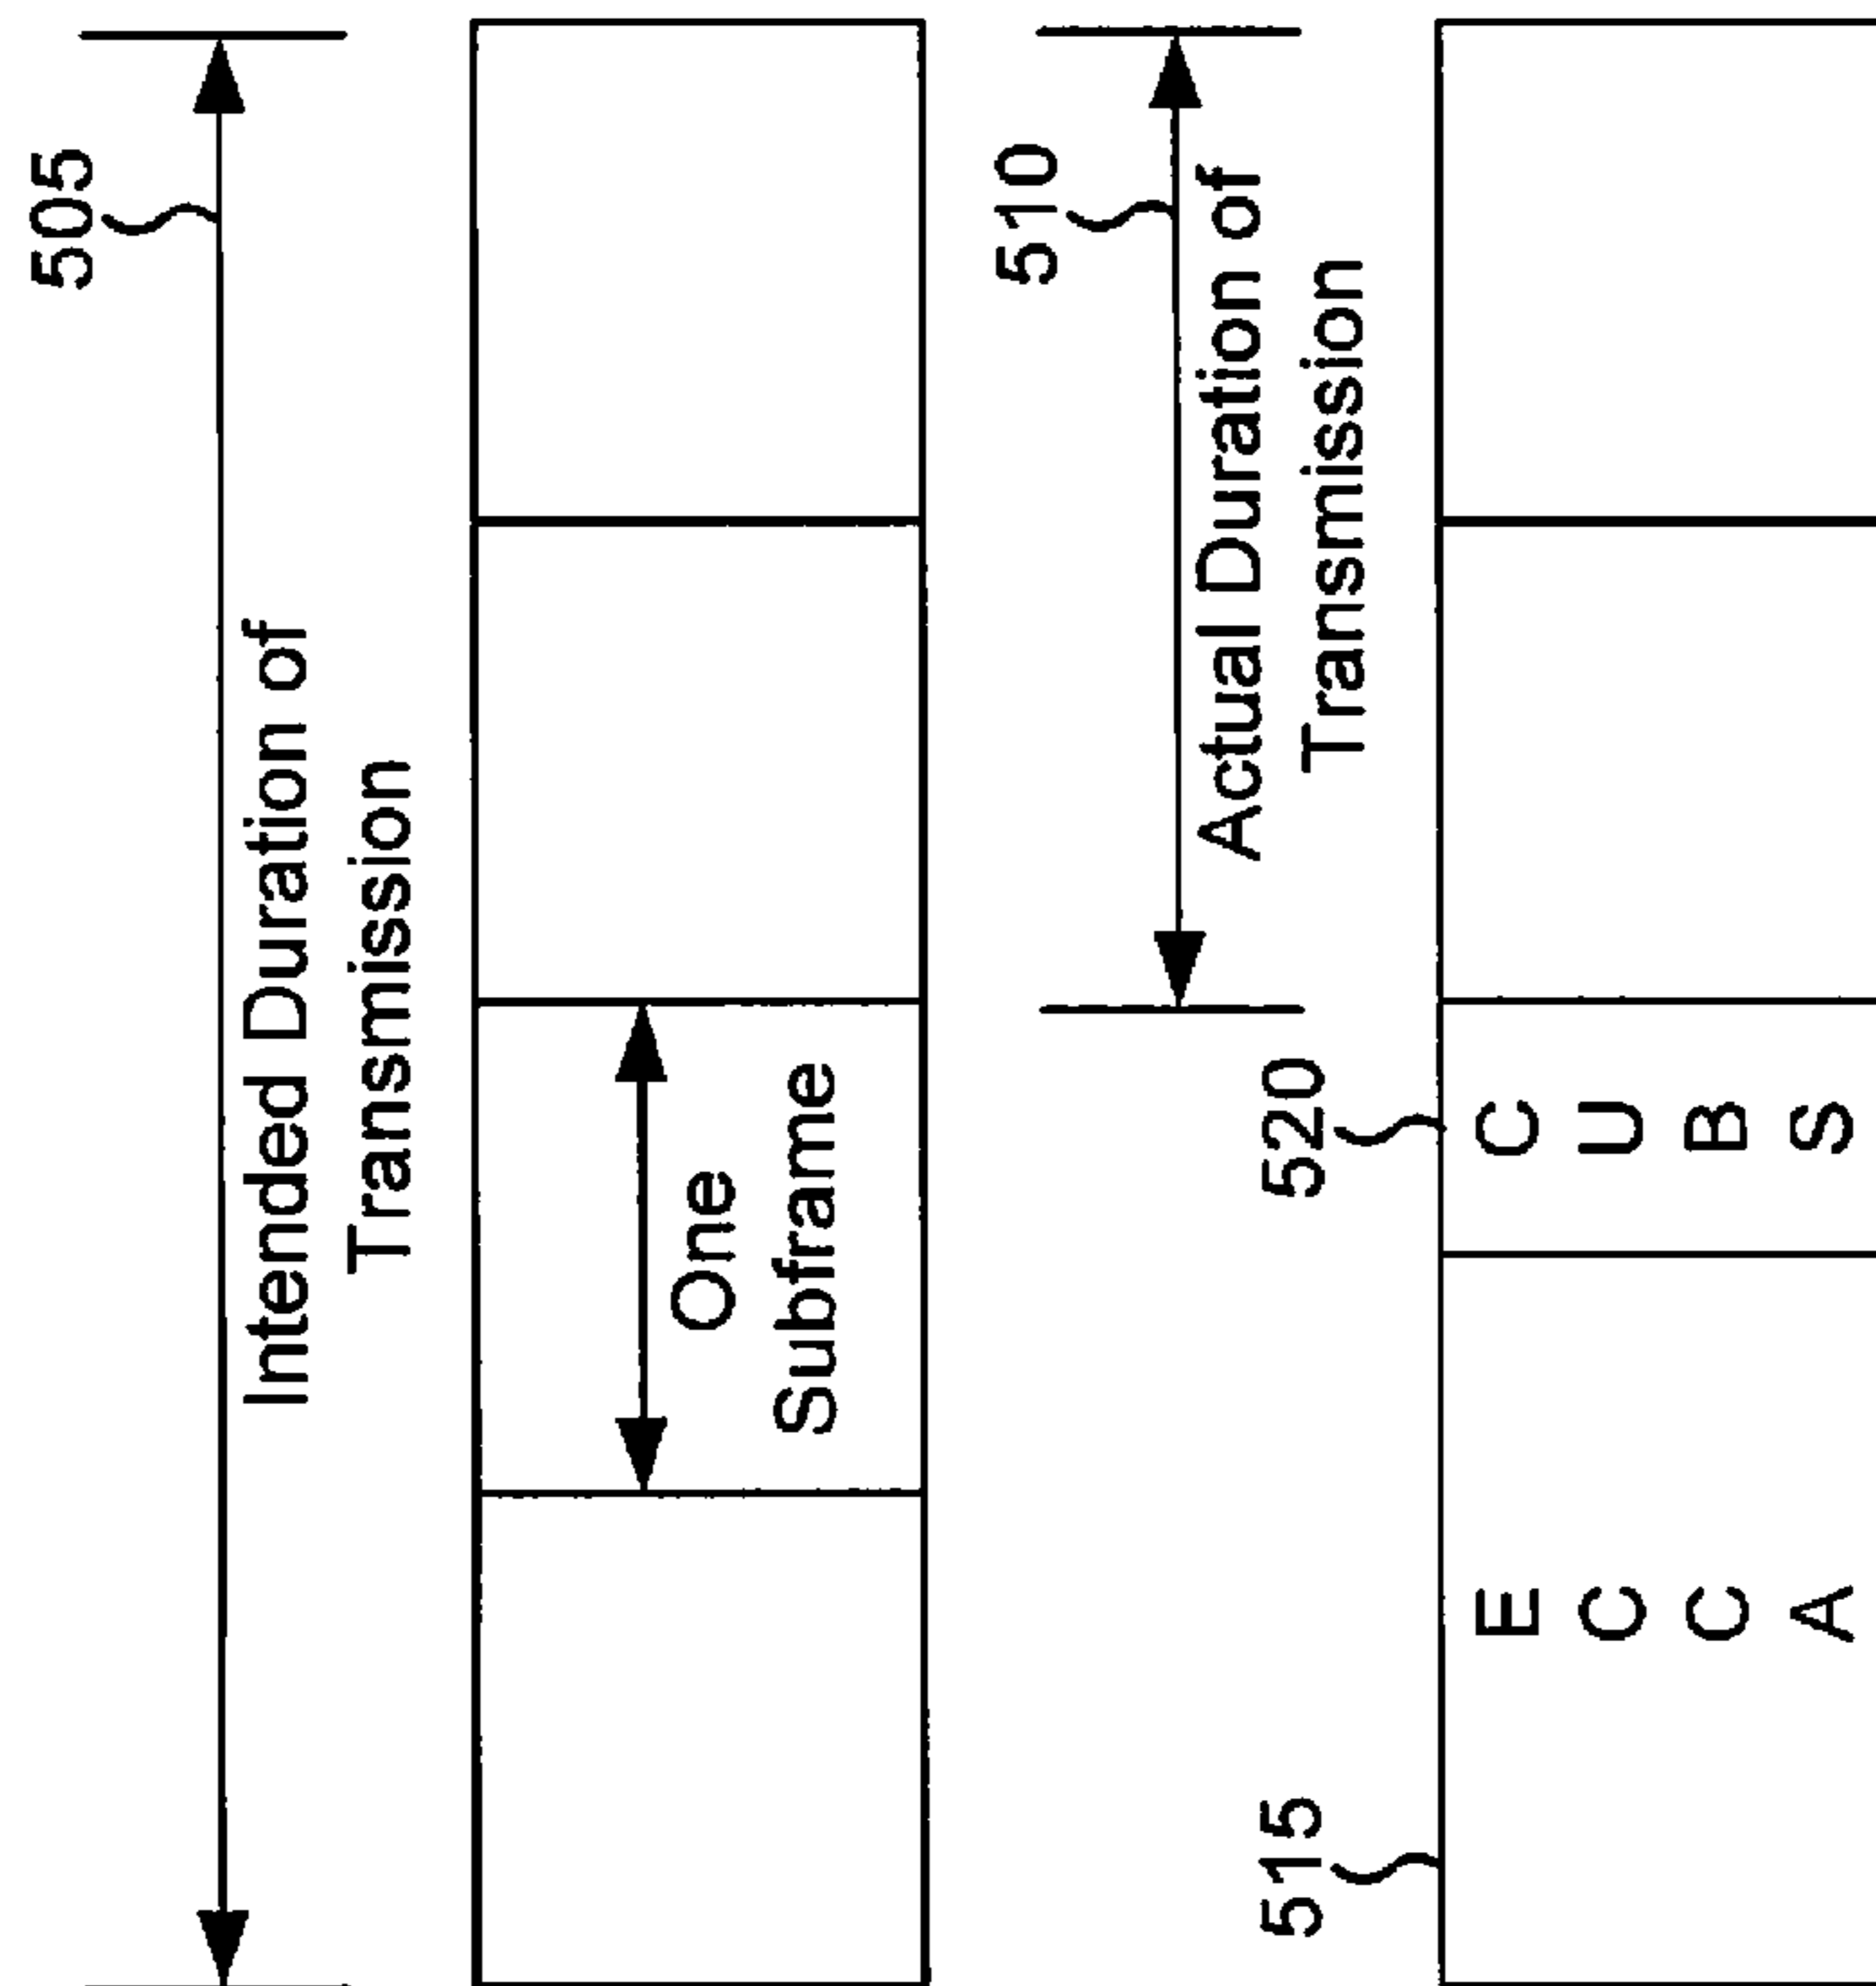 505
Intended Duration of
Transmission
One
Subframe
510
Actual Duration of
Transmission
515
520
E
C
C
A
C
U
B
S